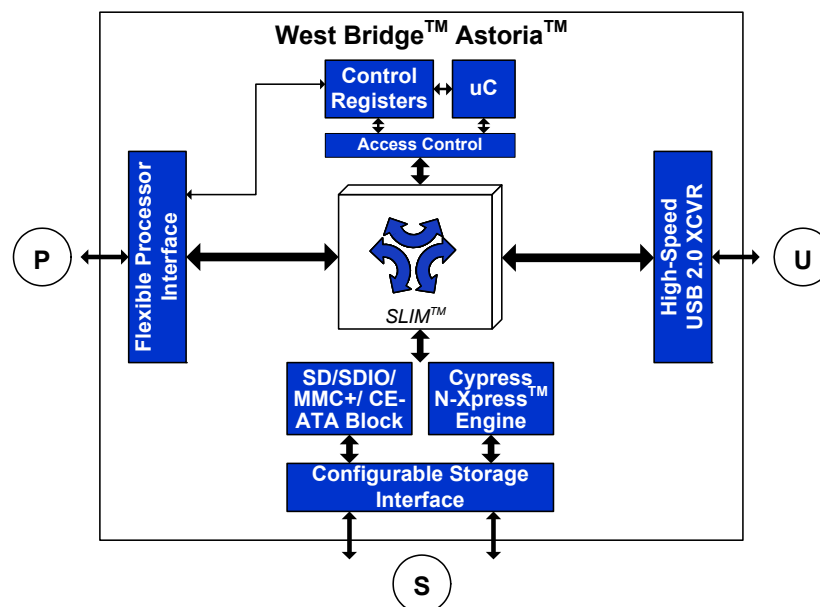 West Bridge™ Astoria™
Control
Registers
uC
Access Control
Flexible Processor
Interface
P
SLIM™
High-Speed
USB 2.0 XCVR
U
SD/SDIO/
MMC+/ CE-
ATA Block
Cypress
N-Xpress™
Engine
Configurable Storage
Interface
S